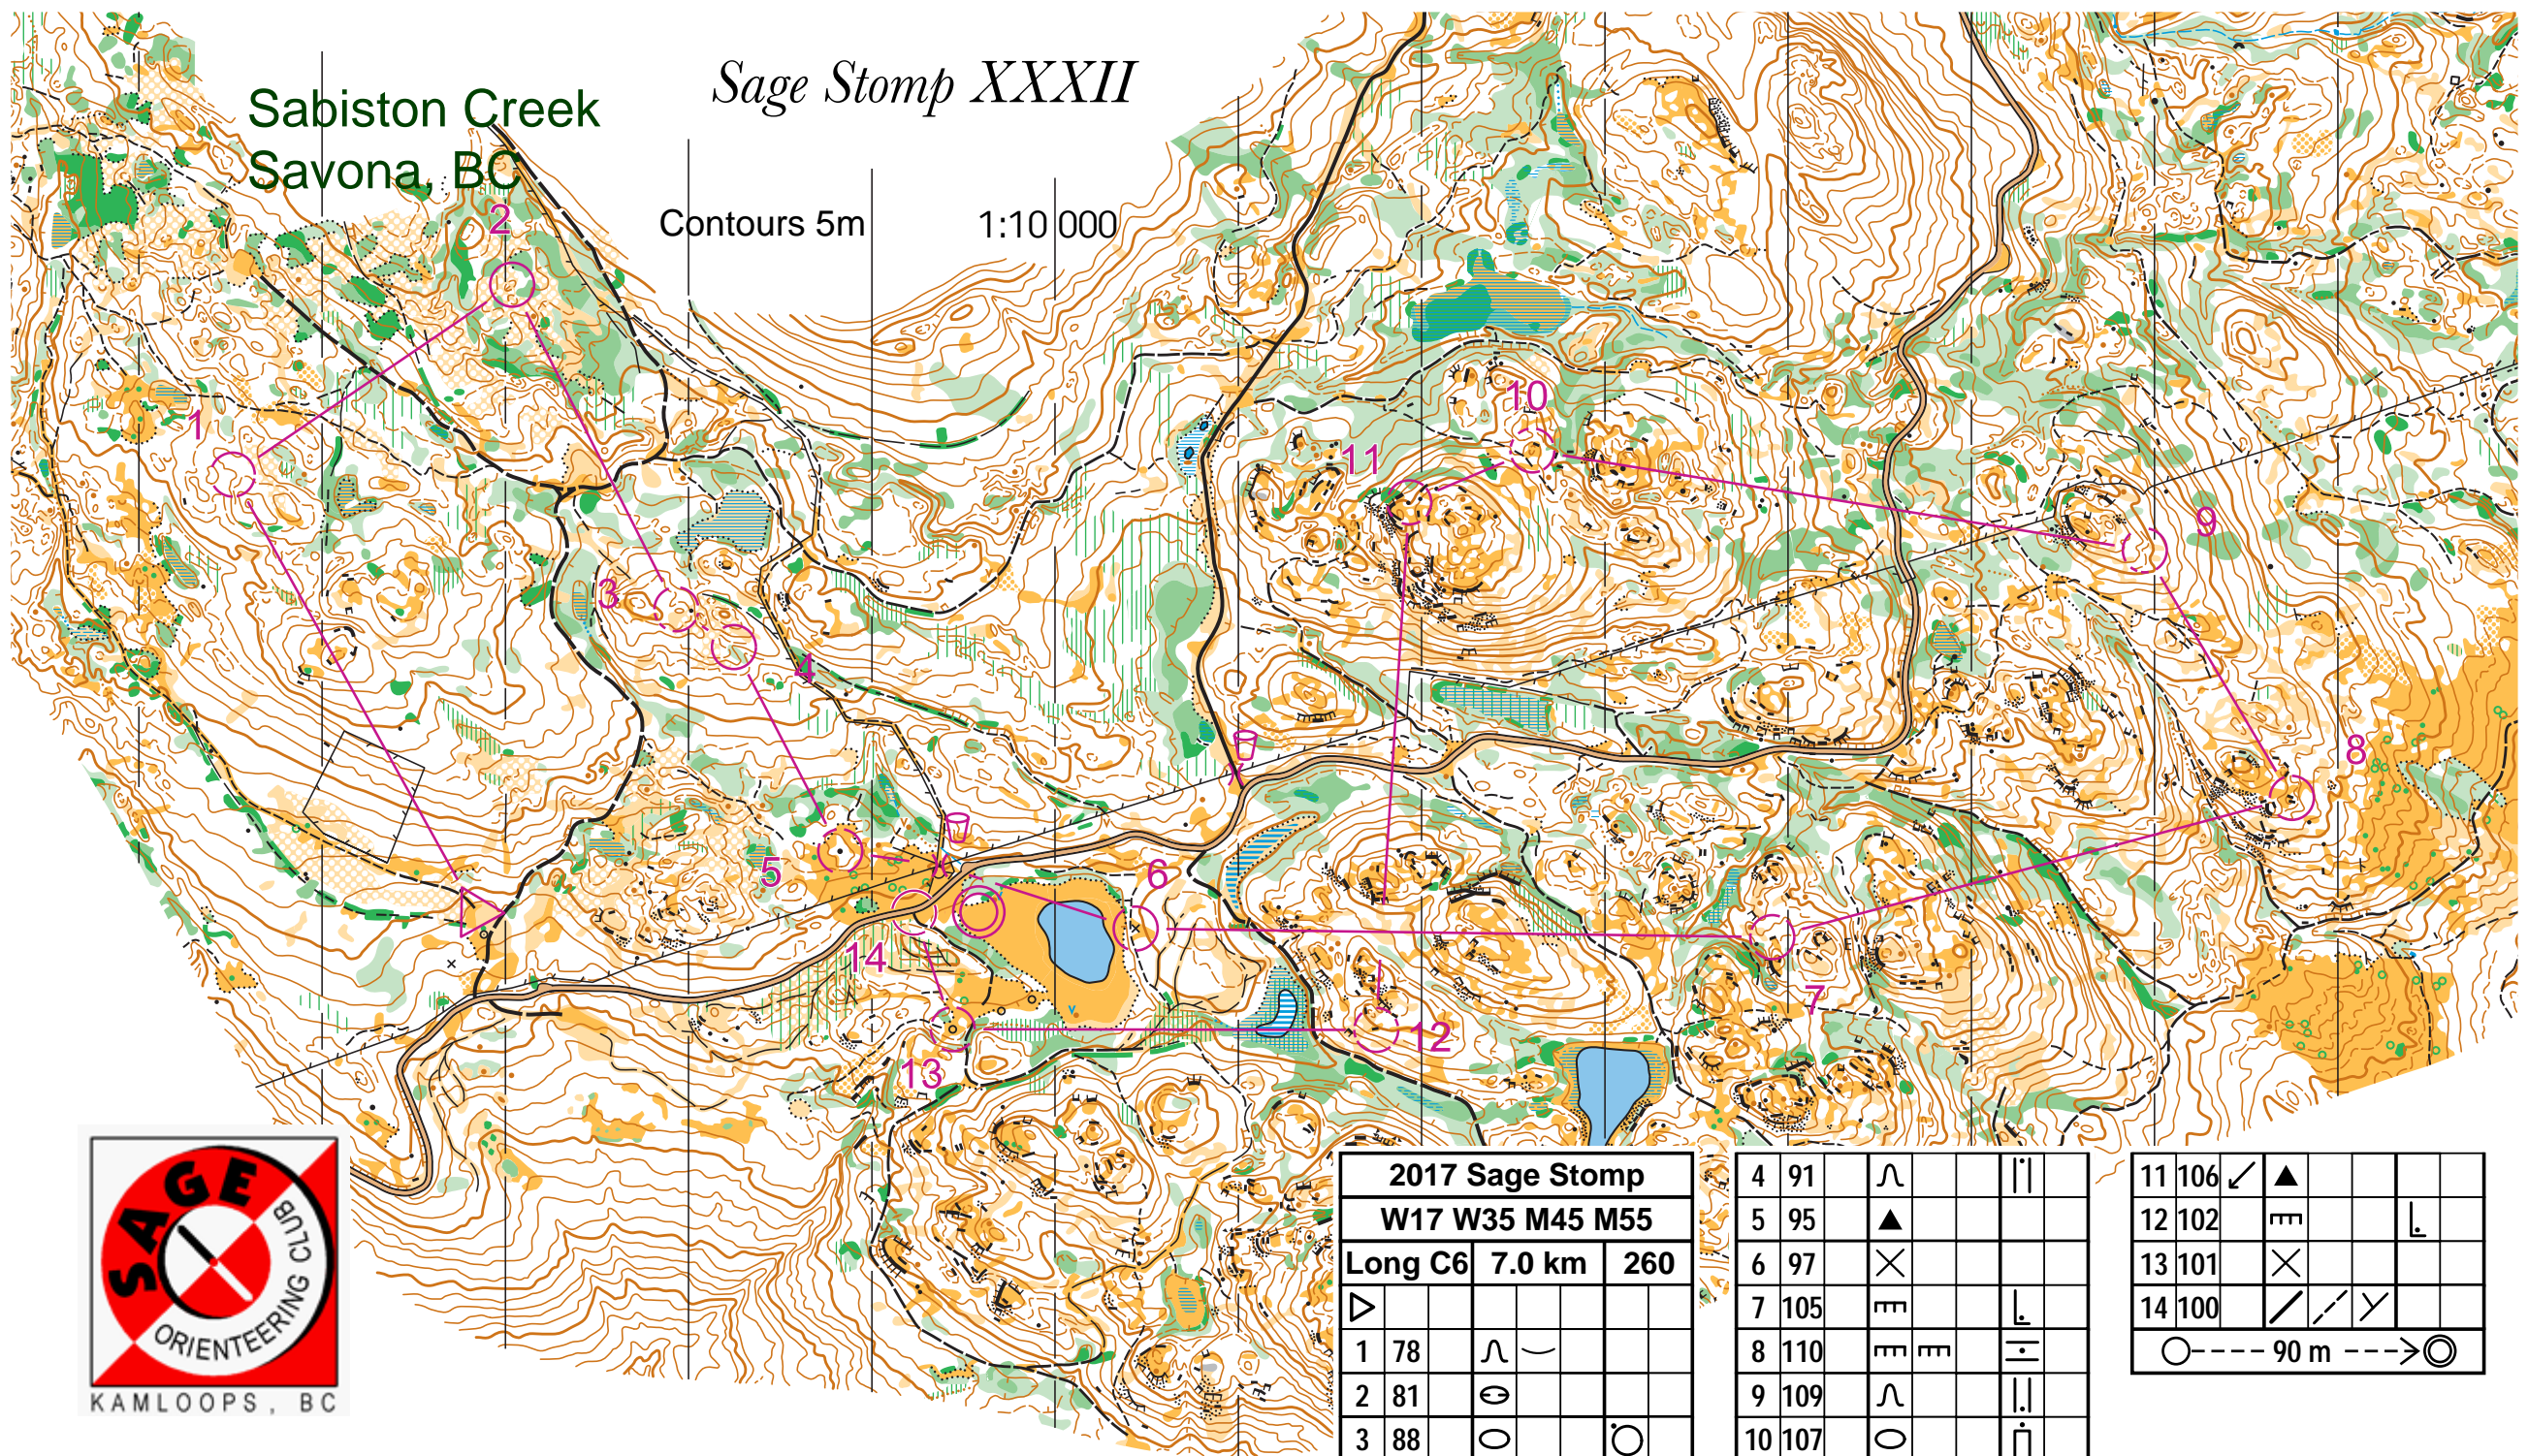 Sage Stomp XXXII
Sabiston Creek
Savona, BC
Contours 5m 1:10 000
2
1
10
11
9
3
4
8
5
6
14
7
12
13
SAGE
ORIENTEERING CLUB
KAMLOOPS, BC
2017 Sage Stomp
W17 W35 M45 M55
Long C6 7.0 km 260
1 78
2 81
3 88
4 91
5 95
6 97
7 105
8 110
9 109
10 107
11 106
12 102
13 101
14 100
90 m